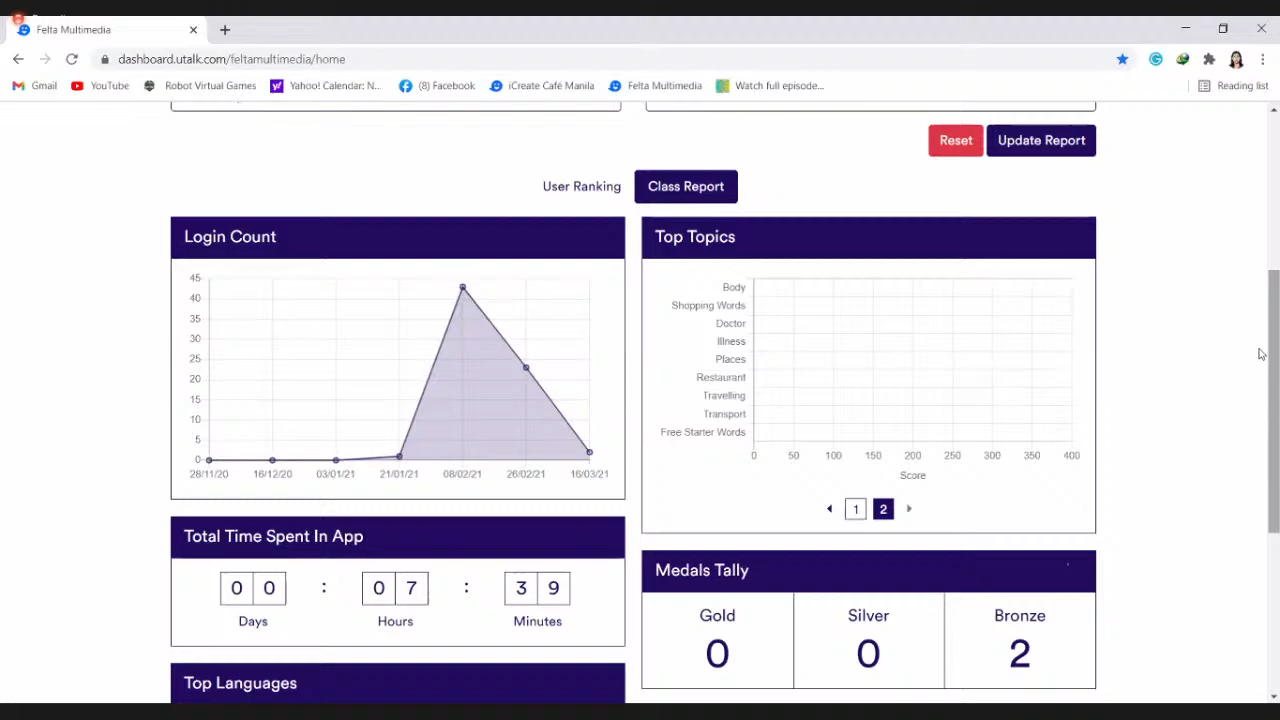 Felta Multimedia
dashboard.utalk.com/feltamultimedia/home
Gmail
YouTube
Robot Virtual Games
Yahoo! Calendar: N...
(8) Facebook
iCreate Café Manila
Felta Multimedia
Watch full episode...
Reading list
Reset
Update Report
User Ranking
Class Report
Login Count
45
40
35
30
25
20
15
10
5
0
28/11/20 16/12/20 03/01/21 21/01/21 08/02/21 26/02/21 16/03/21
Top Topics
Body
Shopping Words
Doctor
Illness
Places
Restaurant
Travelling
Transport
Free Starter Words
0 50 100 150 200 250 300 350 400
Score
1 2
Total Time Spent In App
0 0 : 0 7 : 3 9
Days Hours Minutes
Medals Tally
Gold Silver Bronze
0 0 2
Top Languages